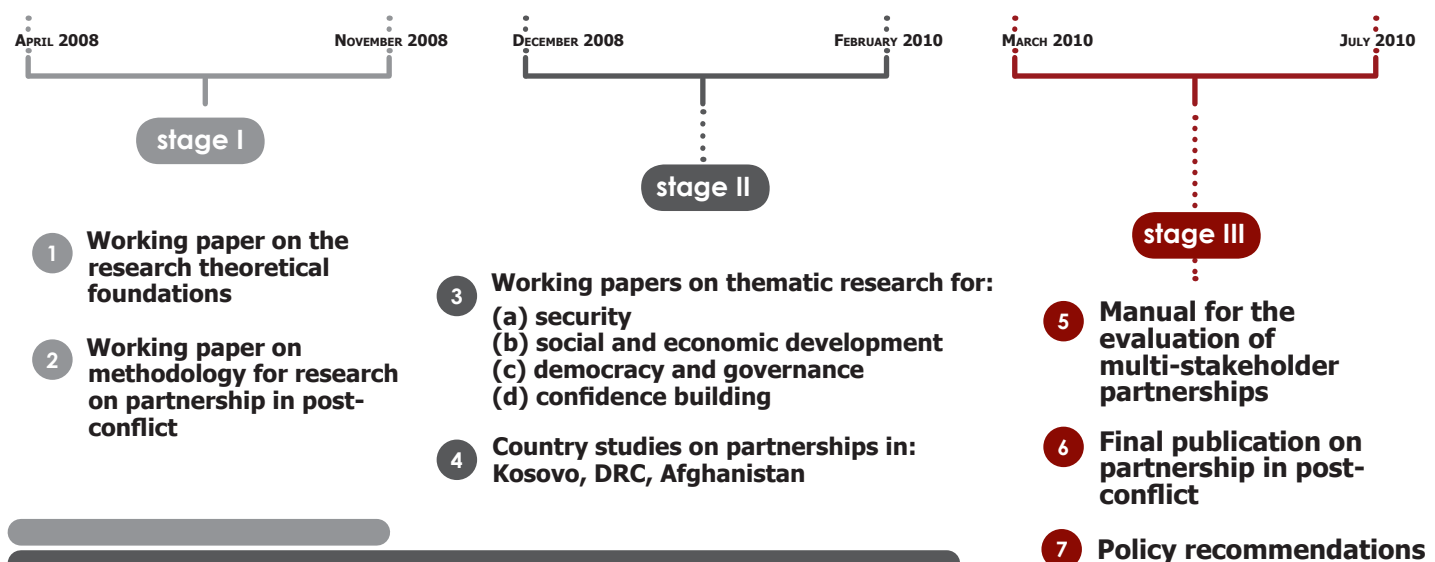 April 2008
November 2008
December 2008
February 2010
March 2010
July 2010
stage I
stage II
stage III
1
Working paper on the
research theoretical
foundations
2
Working paper on
methodology for research
on partnership in post-
conflict
3
Working papers on thematic research for:
(a) security
(b) social and economic development
(c) democracy and governance
(d) confidence building
4
Country studies on partnerships in:
Kosovo, DRC, Afghanistan
5
Manual for the
evaluation of
multi-stakeholder
partnerships
6
Final publication on
partnership in post-
conflict
7
Policy recommendations